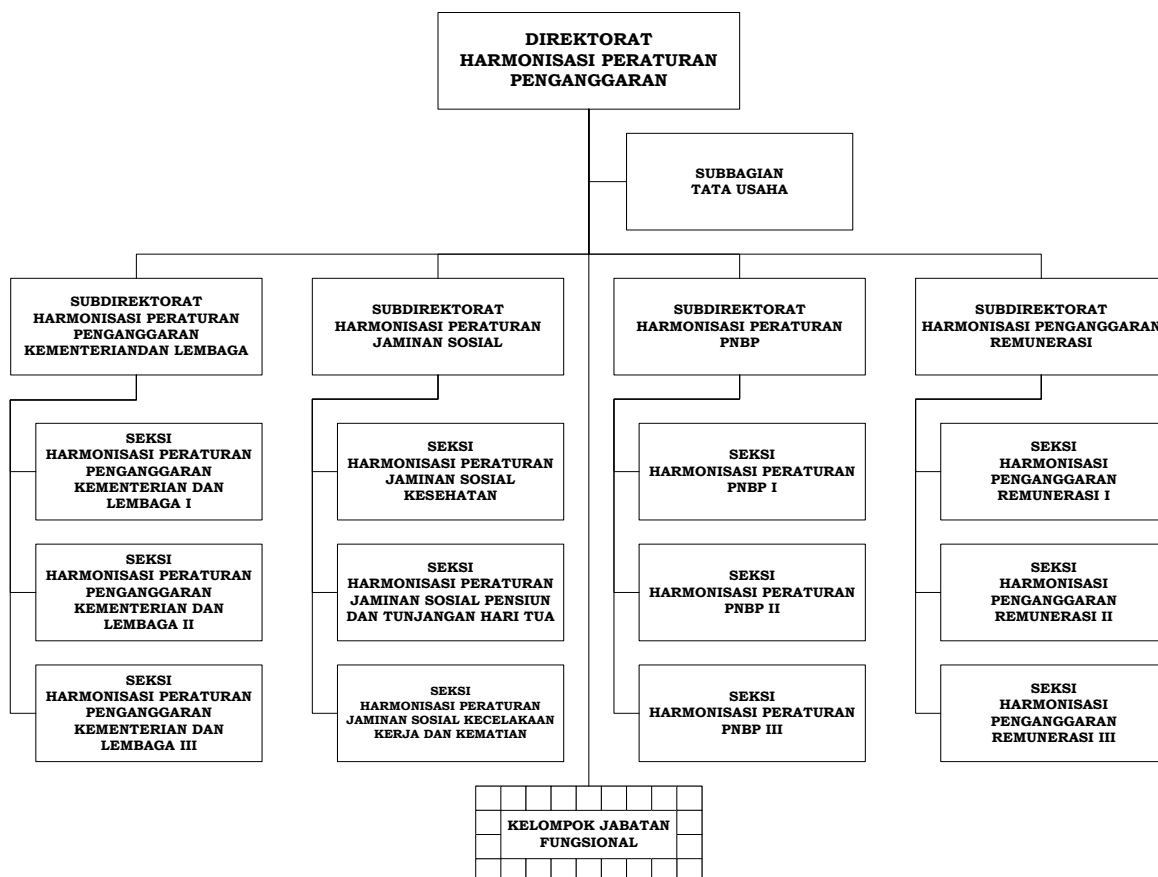 DIREKTORAT
HARMONISASI PERATURAN
PENGANGGARAN
SUBBAGIAN
TATA USAHA
SUBDIREKTORAT
HARMONISASI PERATURAN
PENGANGGARAN
KEMENTERIANDAN LEMBAGA
SUBDIREKTORAT
HARMONISASI PERATURAN
JAMINAN SOSIAL
SUBDIREKTORAT
HARMONISASI PERATURAN
PNBP
SUBDIREKTORAT
HARMONISASI PENGANGGARAN
REMUNERASI
SEKSI
HARMONISASI PERATURAN
PENGANGGARAN
KEMENTERIAN DAN
LEMBAGA I
SEKSI
HARMONISASI PERATURAN
JAMINAN SOSIAL
KESEHATAN
SEKSI
HARMONISASI PERATURAN
PNBP I
SEKSI
HARMONISASI
PENGANGGARAN
REMUNERASI I
SEKSI
HARMONISASI PERATURAN
PENGANGGARAN
KEMENTERIAN DAN
LEMBAGA II
SEKSI
HARMONISASI PERATURAN
JAMINAN SOSIAL PENSIUN
DAN TUNJANGAN HARI TUA
SEKSI
HARMONISASI PERATURAN
PNBP II
SEKSI
HARMONISASI
PENGANGGARAN
REMUNERASI II
SEKSI
HARMONISASI PERATURAN
PENGANGGARAN
KEMENTERIAN DAN
LEMBAGA III
SEKSI
HARMONISASI PERATURAN
JAMINAN SOSIAL KECELAKAAN
KERJA DAN KEMATIAN
SEKSI
HARMONISASI PERATURAN
PNBP III
SEKSI
HARMONISASI
PENGANGGARAN
REMUNERASI III
KELOMPOK JABATAN
FUNGSIONAL